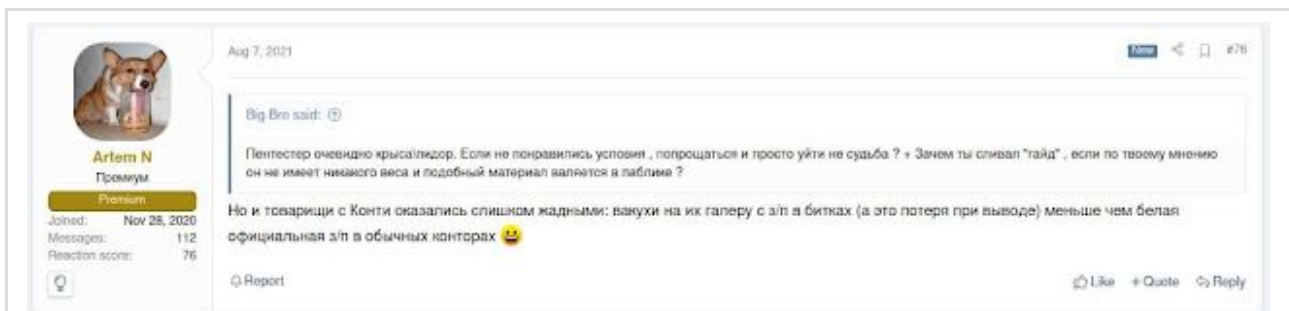 Aug 7, 2021
New
#76
Big Bro said:
Пентестер очевидно крыса\пидор. Если не понравились условия , попрощаться и просто уйти не судьба ? + Зачем ты сливал "гайд" , если по твоему мнению
он не имеет никакого веса и подобный материал валяется в паблике ?
Artem N
Премиум
Premium
Joined: Nov 28, 2020
Messages: 112
Reaction score: 76
Но и товарищи с Конти оказались слишком жадными: вакухи на их галеру с з/п в битках (а это потеря при выводе) меньше чем белая
официальная з/п в обычных конторах
Report
Like + Quote Reply